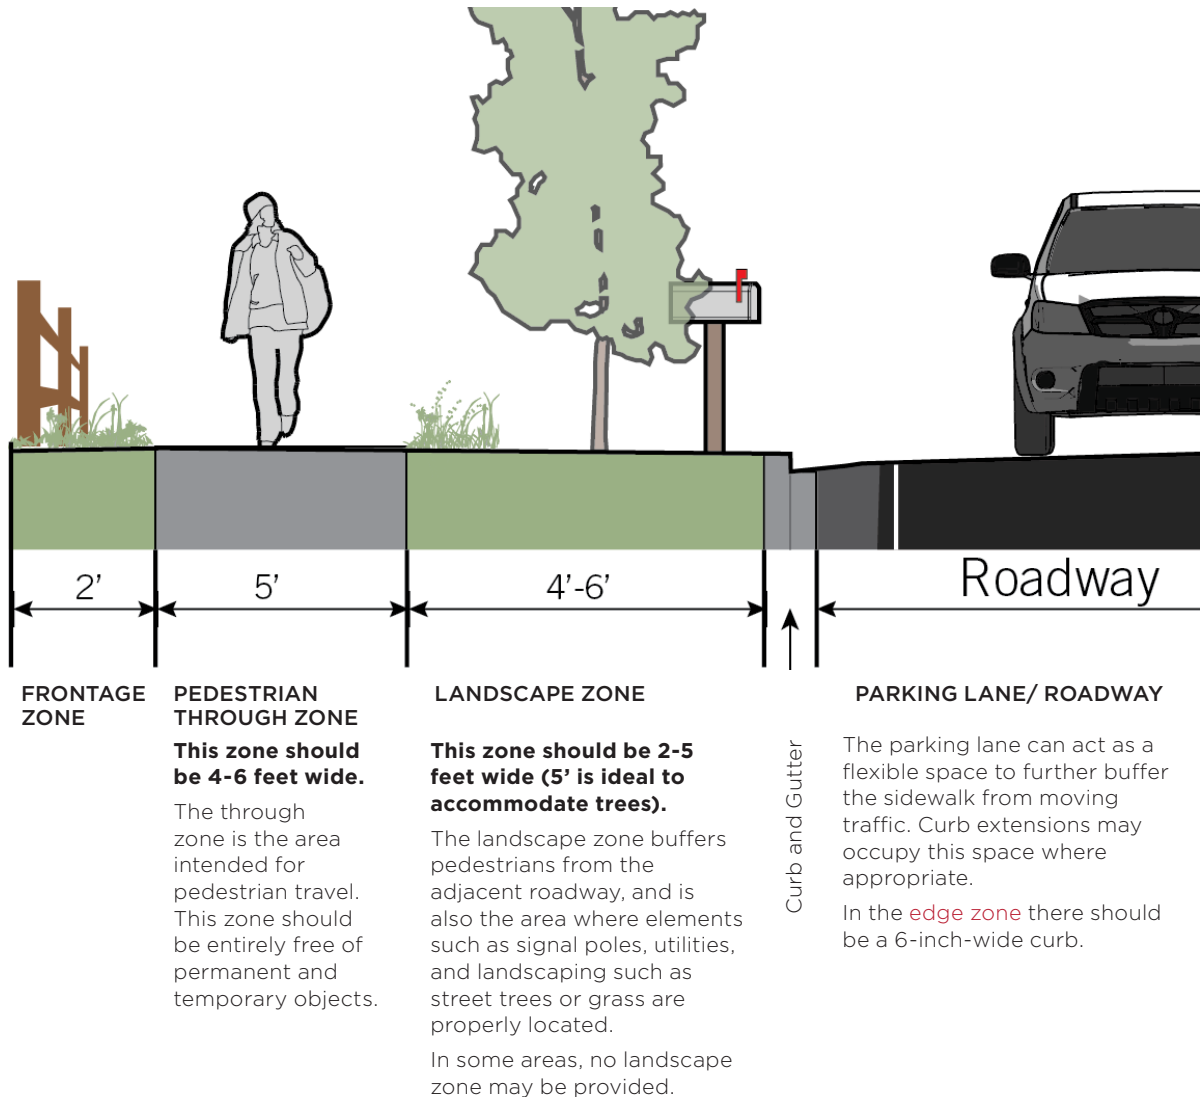 2’
5’
4’-6’
Roadway
FRONTAGE
ZONE
PEDESTRIAN
THROUGH ZONE
This zone should
be 4-6 feet wide.
The through
zone is the area
intended for
pedestrian travel.
This zone should
be entirely free of
permanent and
temporary objects.
LANDSCAPE ZONE
This zone should be 2-5
feet wide (5’ is ideal to
accommodate trees).
The landscape zone buffers
pedestrians from the
adjacent roadway, and is
also the area where elements
such as signal poles, utilities,
and landscaping such as
street trees or grass are
properly located.
In some areas, no landscape
zone may be provided.
Curb and Gutter
PARKING LANE/ ROADWAY
The parking lane can act as a
flexible space to further buffer
the sidewalk from moving
traffic. Curb extensions may
occupy this space where
appropriate.
In the edge zone there should
be a 6-inch-wide curb.